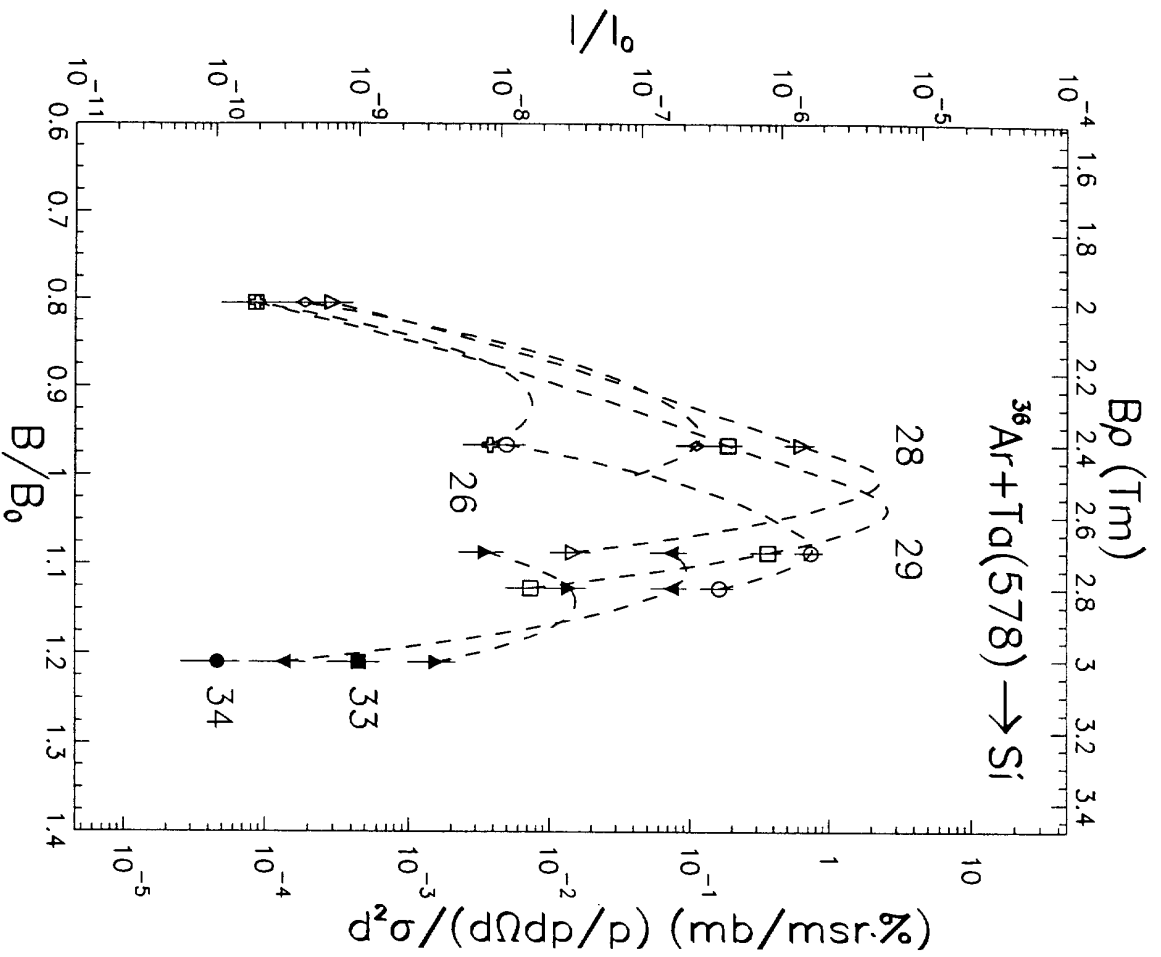 Bρ (Tm)
1.6 1.8 2 2.2 2.4 2.6 2.8 3 3.2 3.4
³⁶Ar+Ta(578) → Si
28
29
26
33
34
I/I₀
10⁻⁴
10⁻⁵
10⁻⁶
10⁻⁷
10⁻⁸
10⁻⁹
10⁻¹⁰
10⁻¹¹
10
1
10⁻¹
10⁻²
10⁻³
10⁻⁴
10⁻⁵
d²σ/(dΩdp/p) (mb/msr·%)
0.6 0.7 0.8 0.9 1 1.1 1.2 1.3 1.4
B/B₀